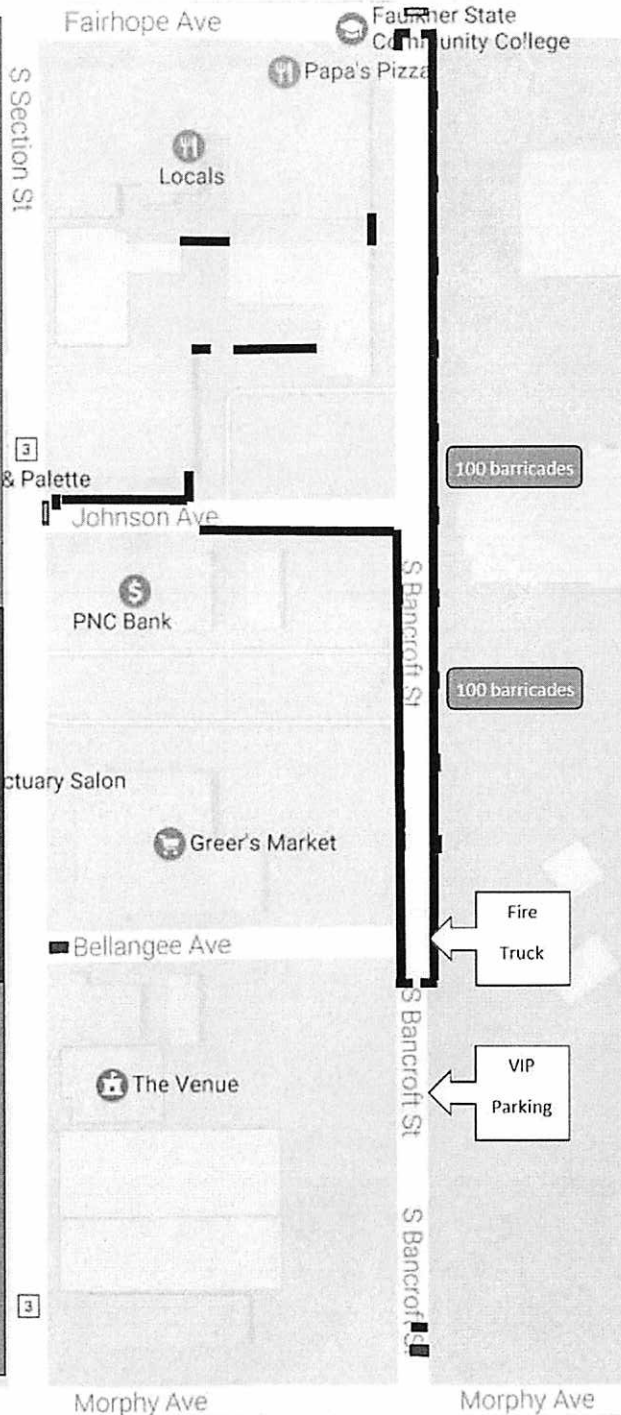 Fairhope Ave
Faulkner State
Community College
Papa's Pizza
S Section St
Locals
3
& Palette
100 barricades
Johnson Ave
S Bancroft St
PNC Bank
100 barricades
ctuary Salon
Greer's Market
Fire
Truck
Bellangee Ave
S Bancroft St
The Venue
VIP
Parking
S Bancroft St
3
Morphy Ave
Morphy Ave